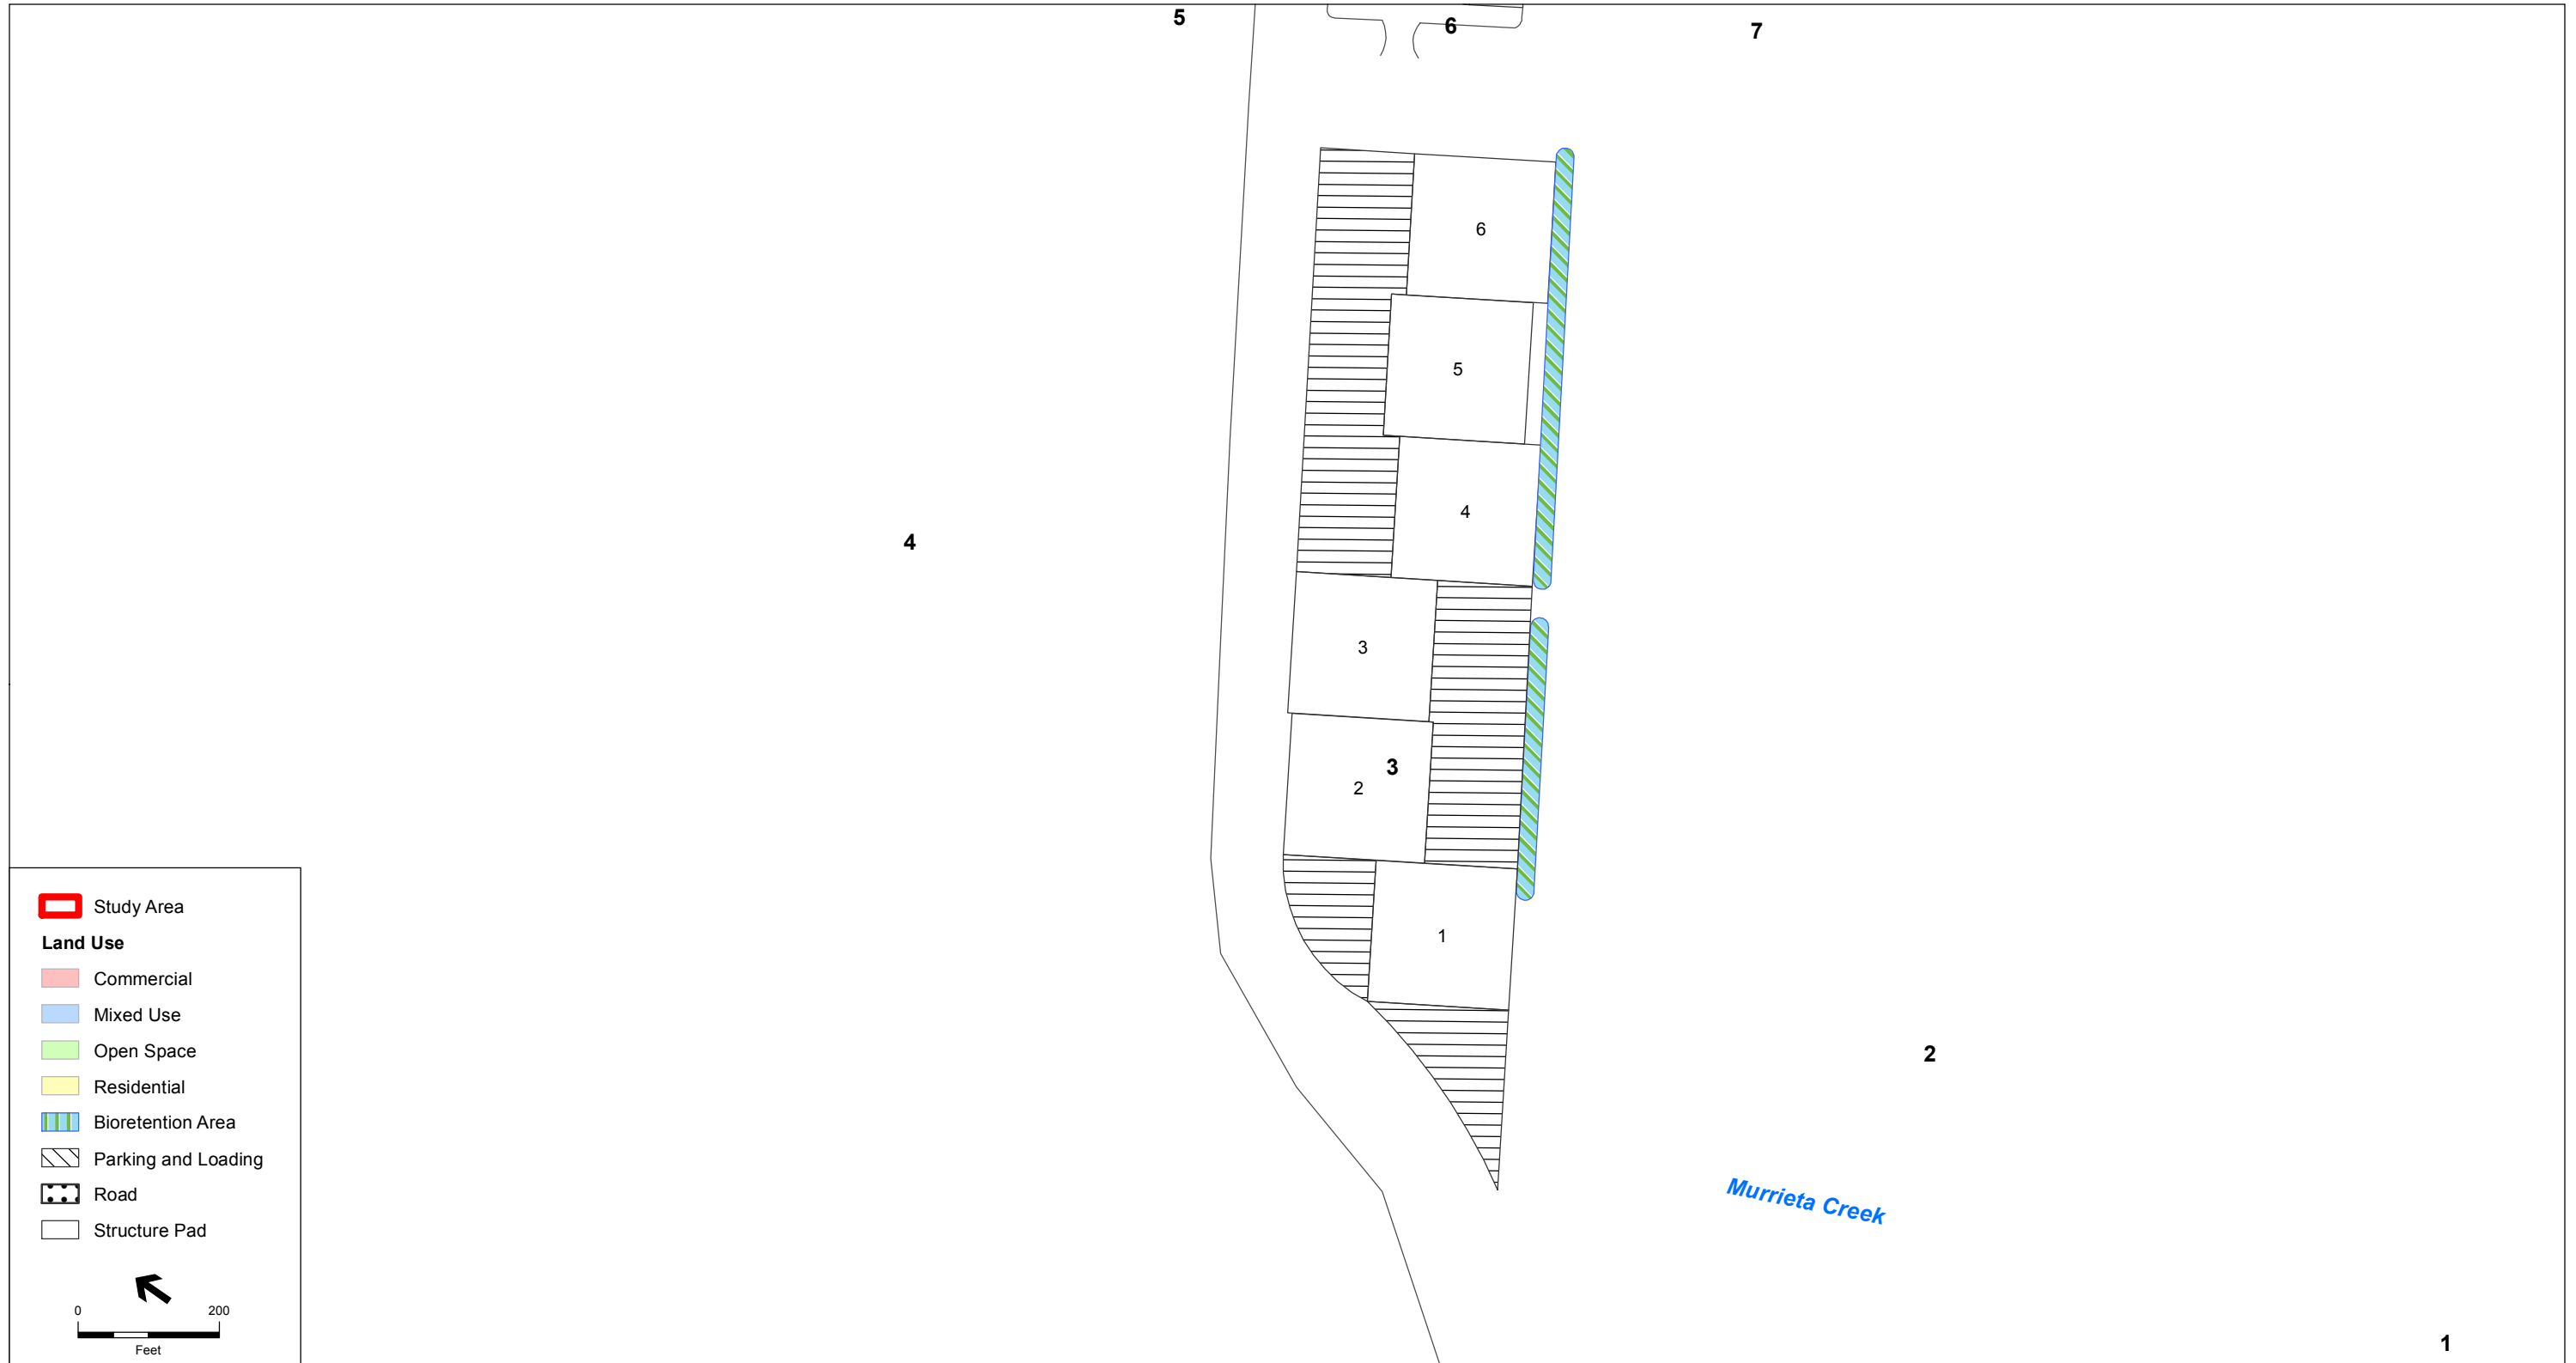 5
6
7
6
5
4
4
3
3
2
1
2
Murrieta Creek
1
Study Area
Land Use
Commercial
Mixed Use
Open Space
Residential
Bioretention Area
Parking and Loading
Road
Structure Pad
0 200
Feet